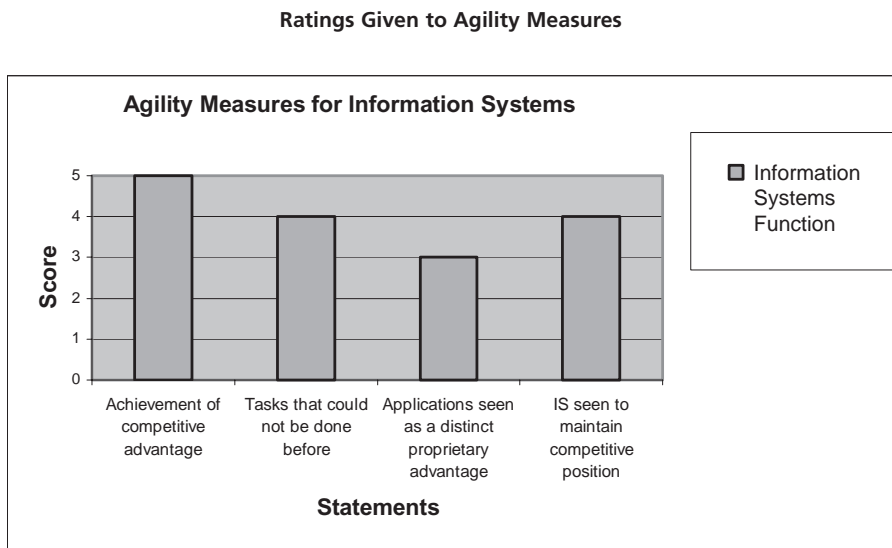 Ratings Given to Agility Measures
Agility Measures for Information Systems
Information
Systems
Function
Score
5
4
3
2
1
0
Achievement of
competitive
advantage
Tasks that could
not be done
before
Applications seen
as a distinct
proprietary
advantage
IS seen to
maintain
competitive
position
Statements